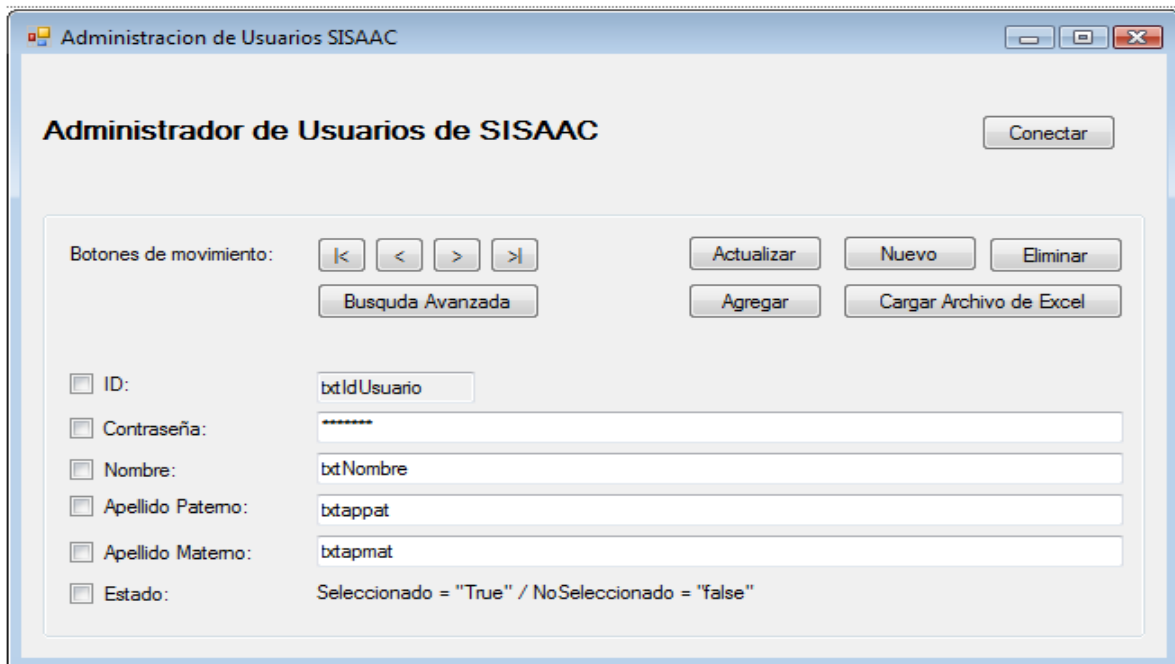 Administracion de Usuarios SISAAC
Administrador de Usuarios de SISAAC
Conectar
Botones de movimiento: |< < > >| Actualizar Nuevo Eliminar
Busquda Avanzada Agregar Cargar Archivo de Excel
ID: txtIdUsuario
Contraseña: *******
Nombre: txtNombre
Apellido Paterno: txtappat
Apellido Materno: txtapmat
Estado: Seleccionado = "True" / NoSeleccionado = "false"